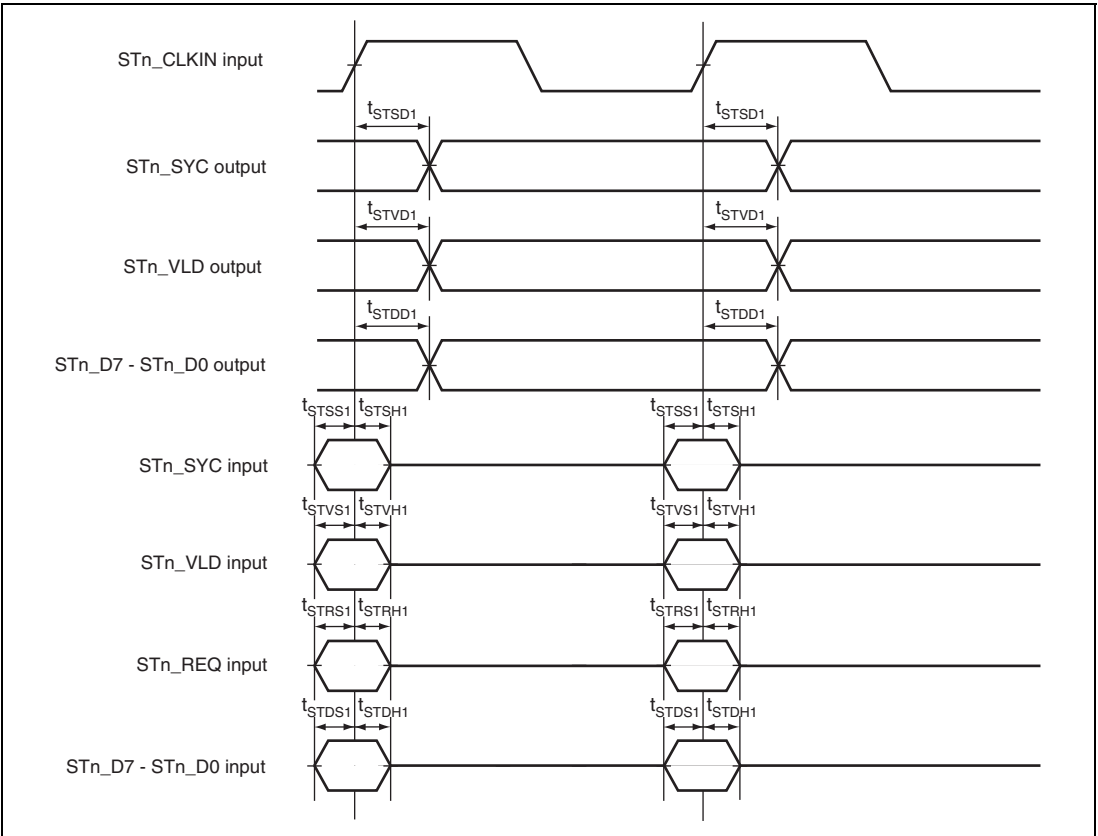 STn_CLKIN input
tSTSD1 tSTSD1
STn_SYC output
tSTVD1 tSTVD1
STn_VLD output
tSTDD1 tSTDD1
STn_D7 - STn_D0 output
tSTSS1 tSTSH1 tSTSS1 tSTSH1
STn_SYC input
tSTVS1 tSTVH1 tSTVS1 tSTVH1
STn_VLD input
tSTRS1 tSTRH1 tSTRS1 tSTRH1
STn_REQ input
tSTDS1 tSTDH1 tSTDS1 tSTDH1
STn_D7 - STn_D0 input